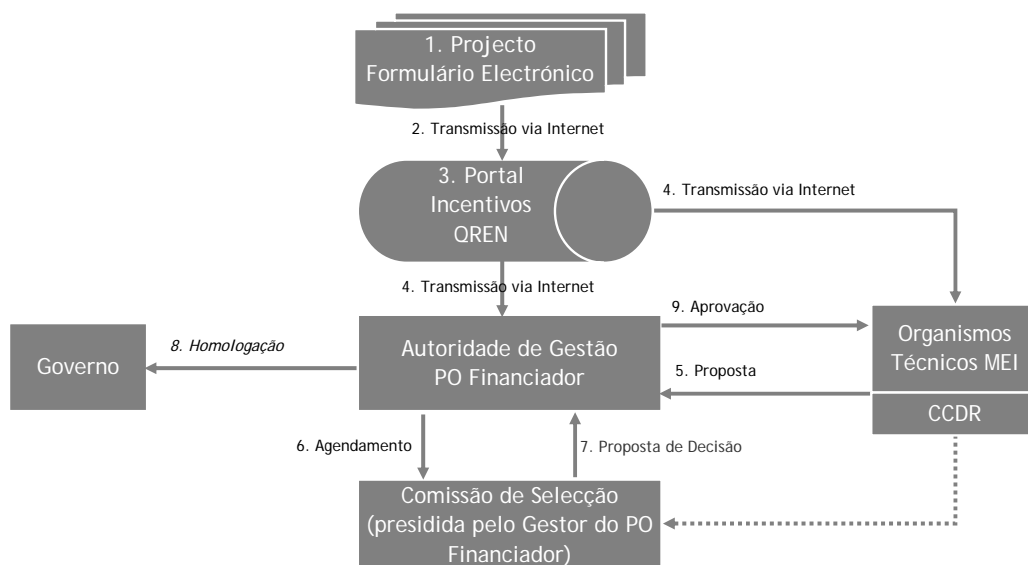 1. Projecto
Formulário Electrónico
2. Transmissão via Internet
3. Portal
Incentivos
QREN
4. Transmissão via Internet
4. Transmissão via Internet
9. Aprovação
Organismos
Técnicos MEI
8. Homologação
Governo
Autoridade de Gestão
PO Financiador
5. Proposta
CCDR
6. Agendamento
7. Proposta de Decisão
Comissão de Selecção
(presidida pelo Gestor do PO
Financiador)